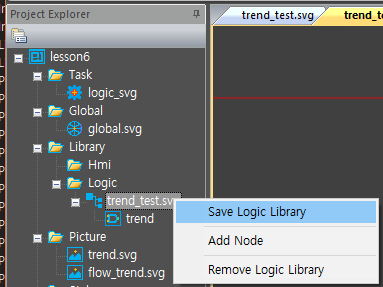 Project Explorer
trend_test.svg
lesson6
Task
logic_svg
Global
global.svg
Library
Hmi
Logic
trend_test.sv
trend
Picture
trend.svg
flow_trend.svg
Save Logic Library
Add Node
Remove Logic Library